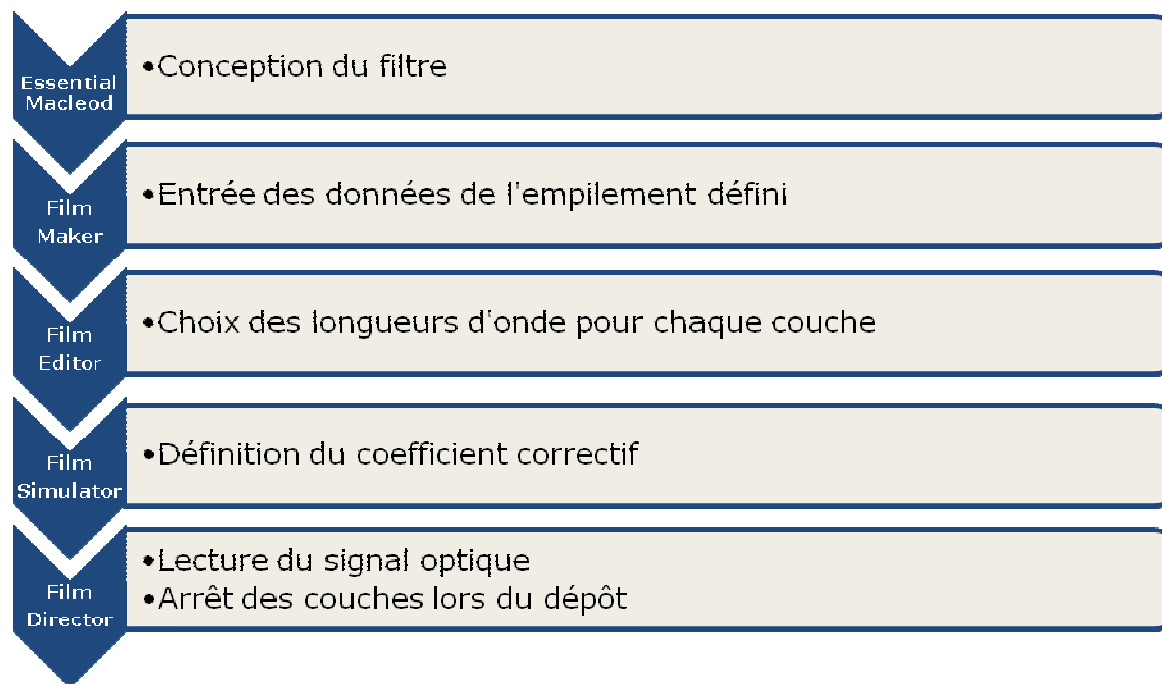 Essential
Macleod
•Conception du filtre
Film
Maker
•Entrée des données de l'empilement défini
Film
Editor
•Choix des longueurs d'onde pour chaque couche
Film
Simulator
•Définition du coefficient correctif
Film
Director
•Lecture du signal optique
•Arrêt des couches lors du dépôt